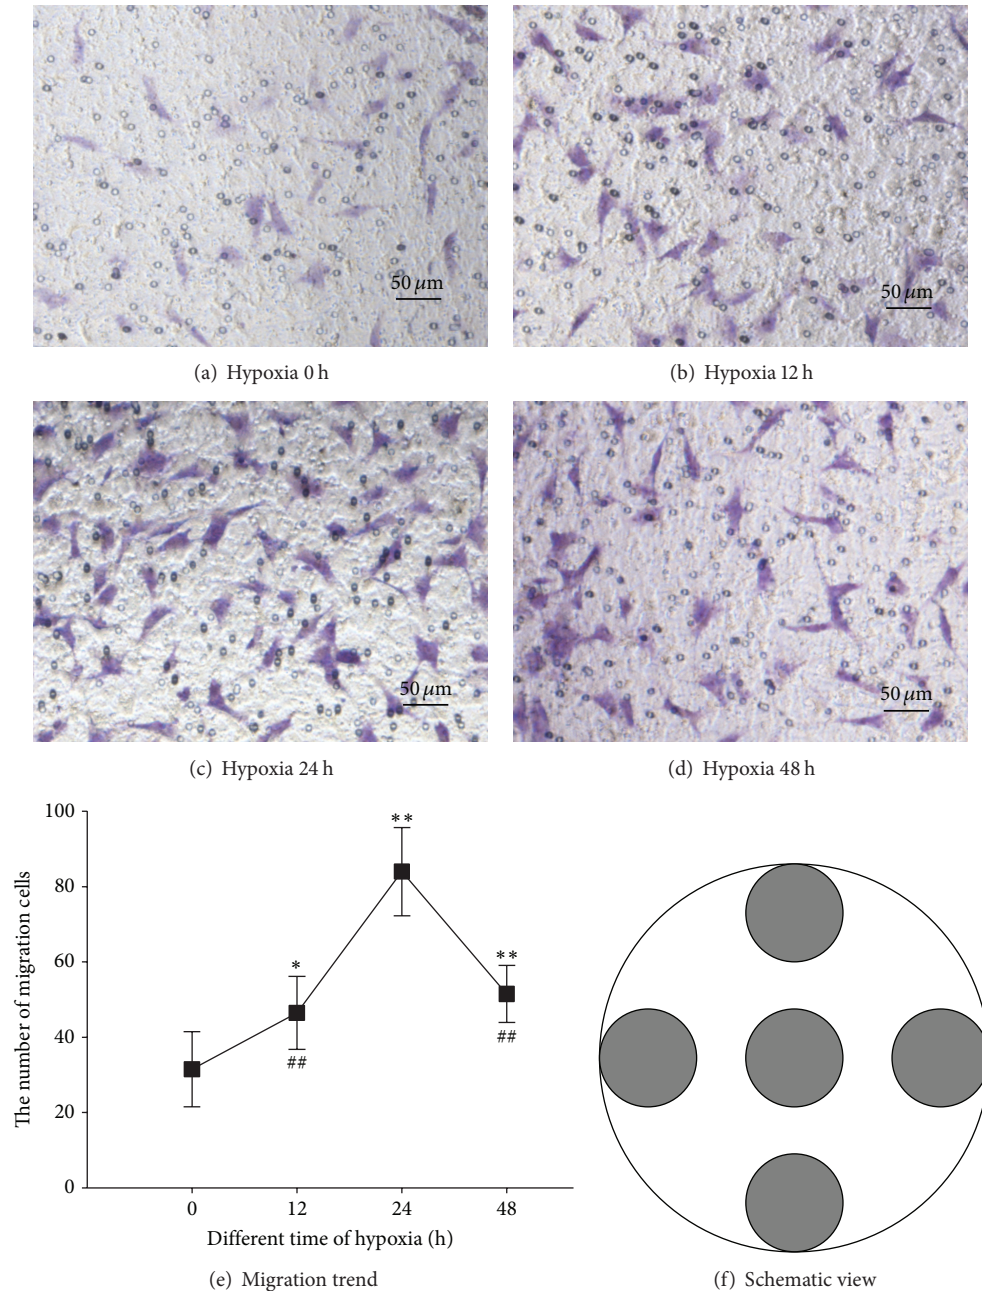 50 μm
50 μm
(a) Hypoxia 0 h
(b) Hypoxia 12 h
50 μm
50 μm
(c) Hypoxia 24 h
(d) Hypoxia 48 h
The number of migration cells
100
80
60
40
20
0
*
##
**
**
##
0 12 24 48
Different time of hypoxia (h)
(e) Migration trend
(f) Schematic view